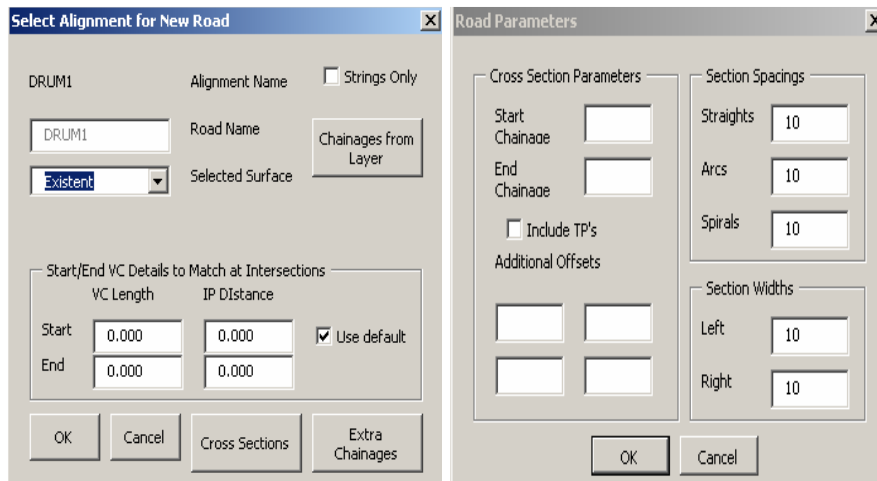 Select Alignment for New Road
DRUM1
Alignment Name
Strings Only
DRUM1
Road Name
Chainages from
Layer
Existent
Selected Surface
Start/End VC Details to Match at Intersections
VC Length
IP DIstance
Start
0.000
0.000
Use default
End
0.000
0.000
OK
Cancel
Cross Sections
Extra
Chainages
Road Parameters
Cross Section Parameters
Start
Chainage
End
Chainage
Include TP's
Additional Offsets
Section Spacings
Straights
10
Arcs
10
Spirals
10
Section Widths
Left
10
Right
10
OK
Cancel